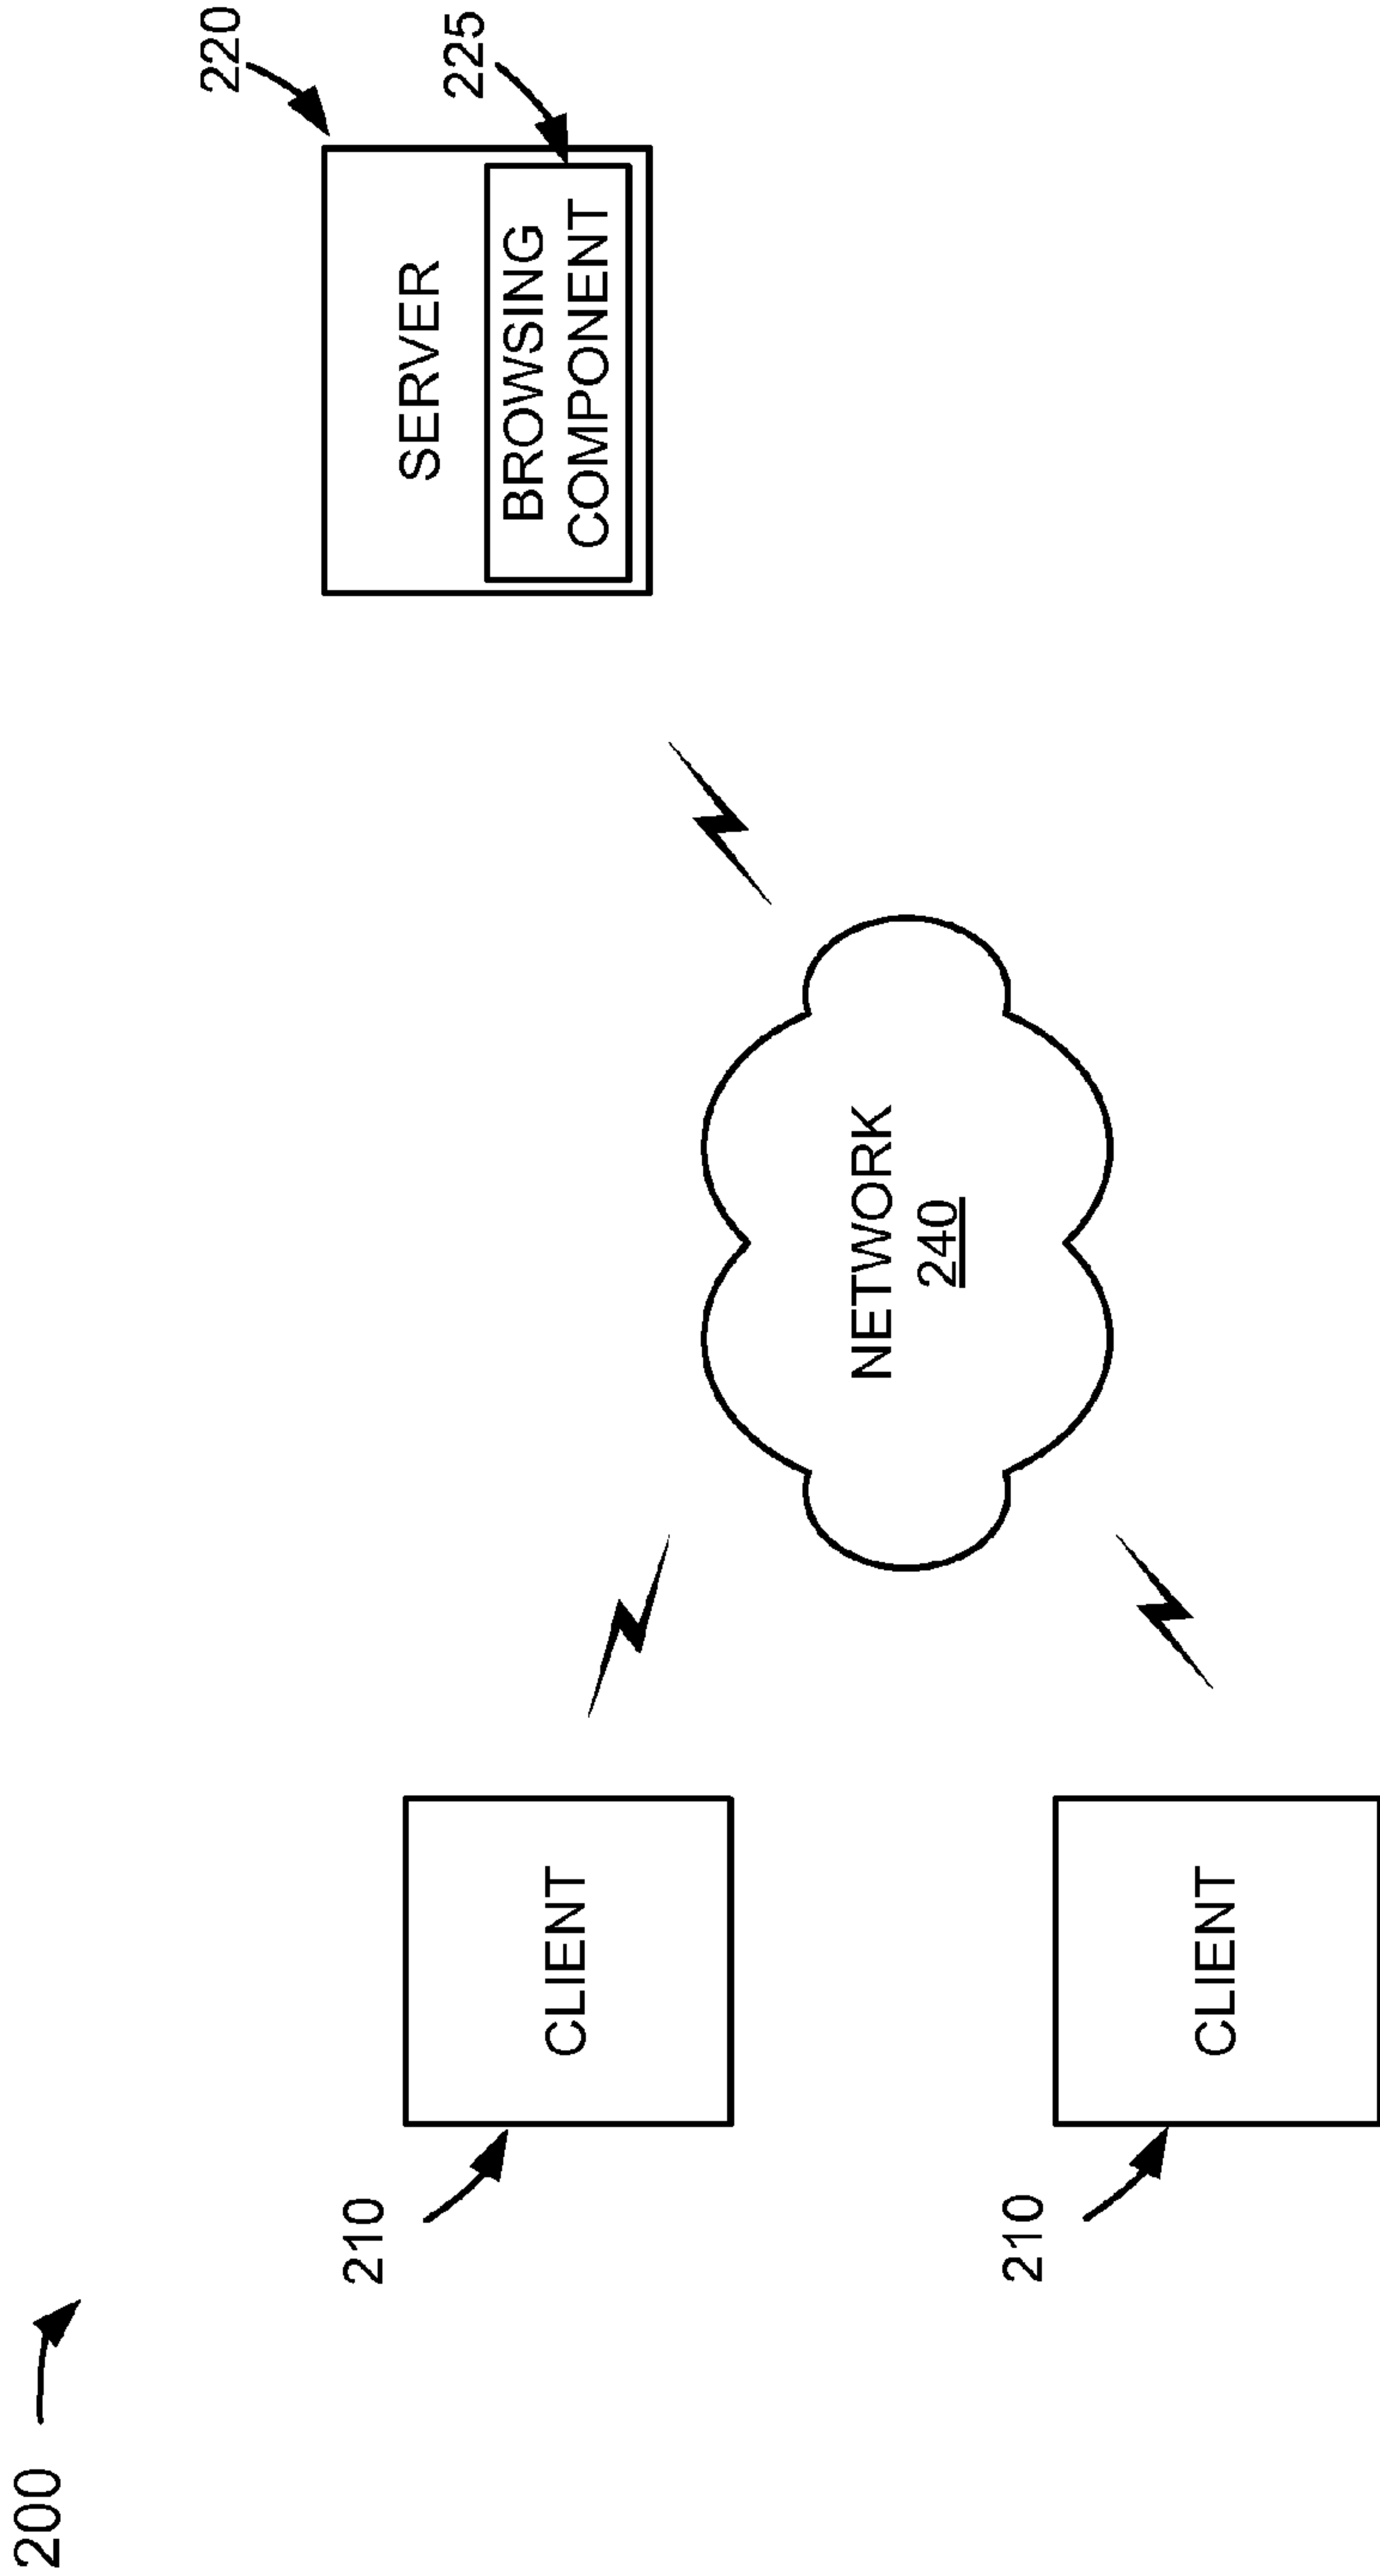 200
210
CLIENT
210
CLIENT
NETWORK
240
220
SERVER
225
BROWSING
COMPONENT